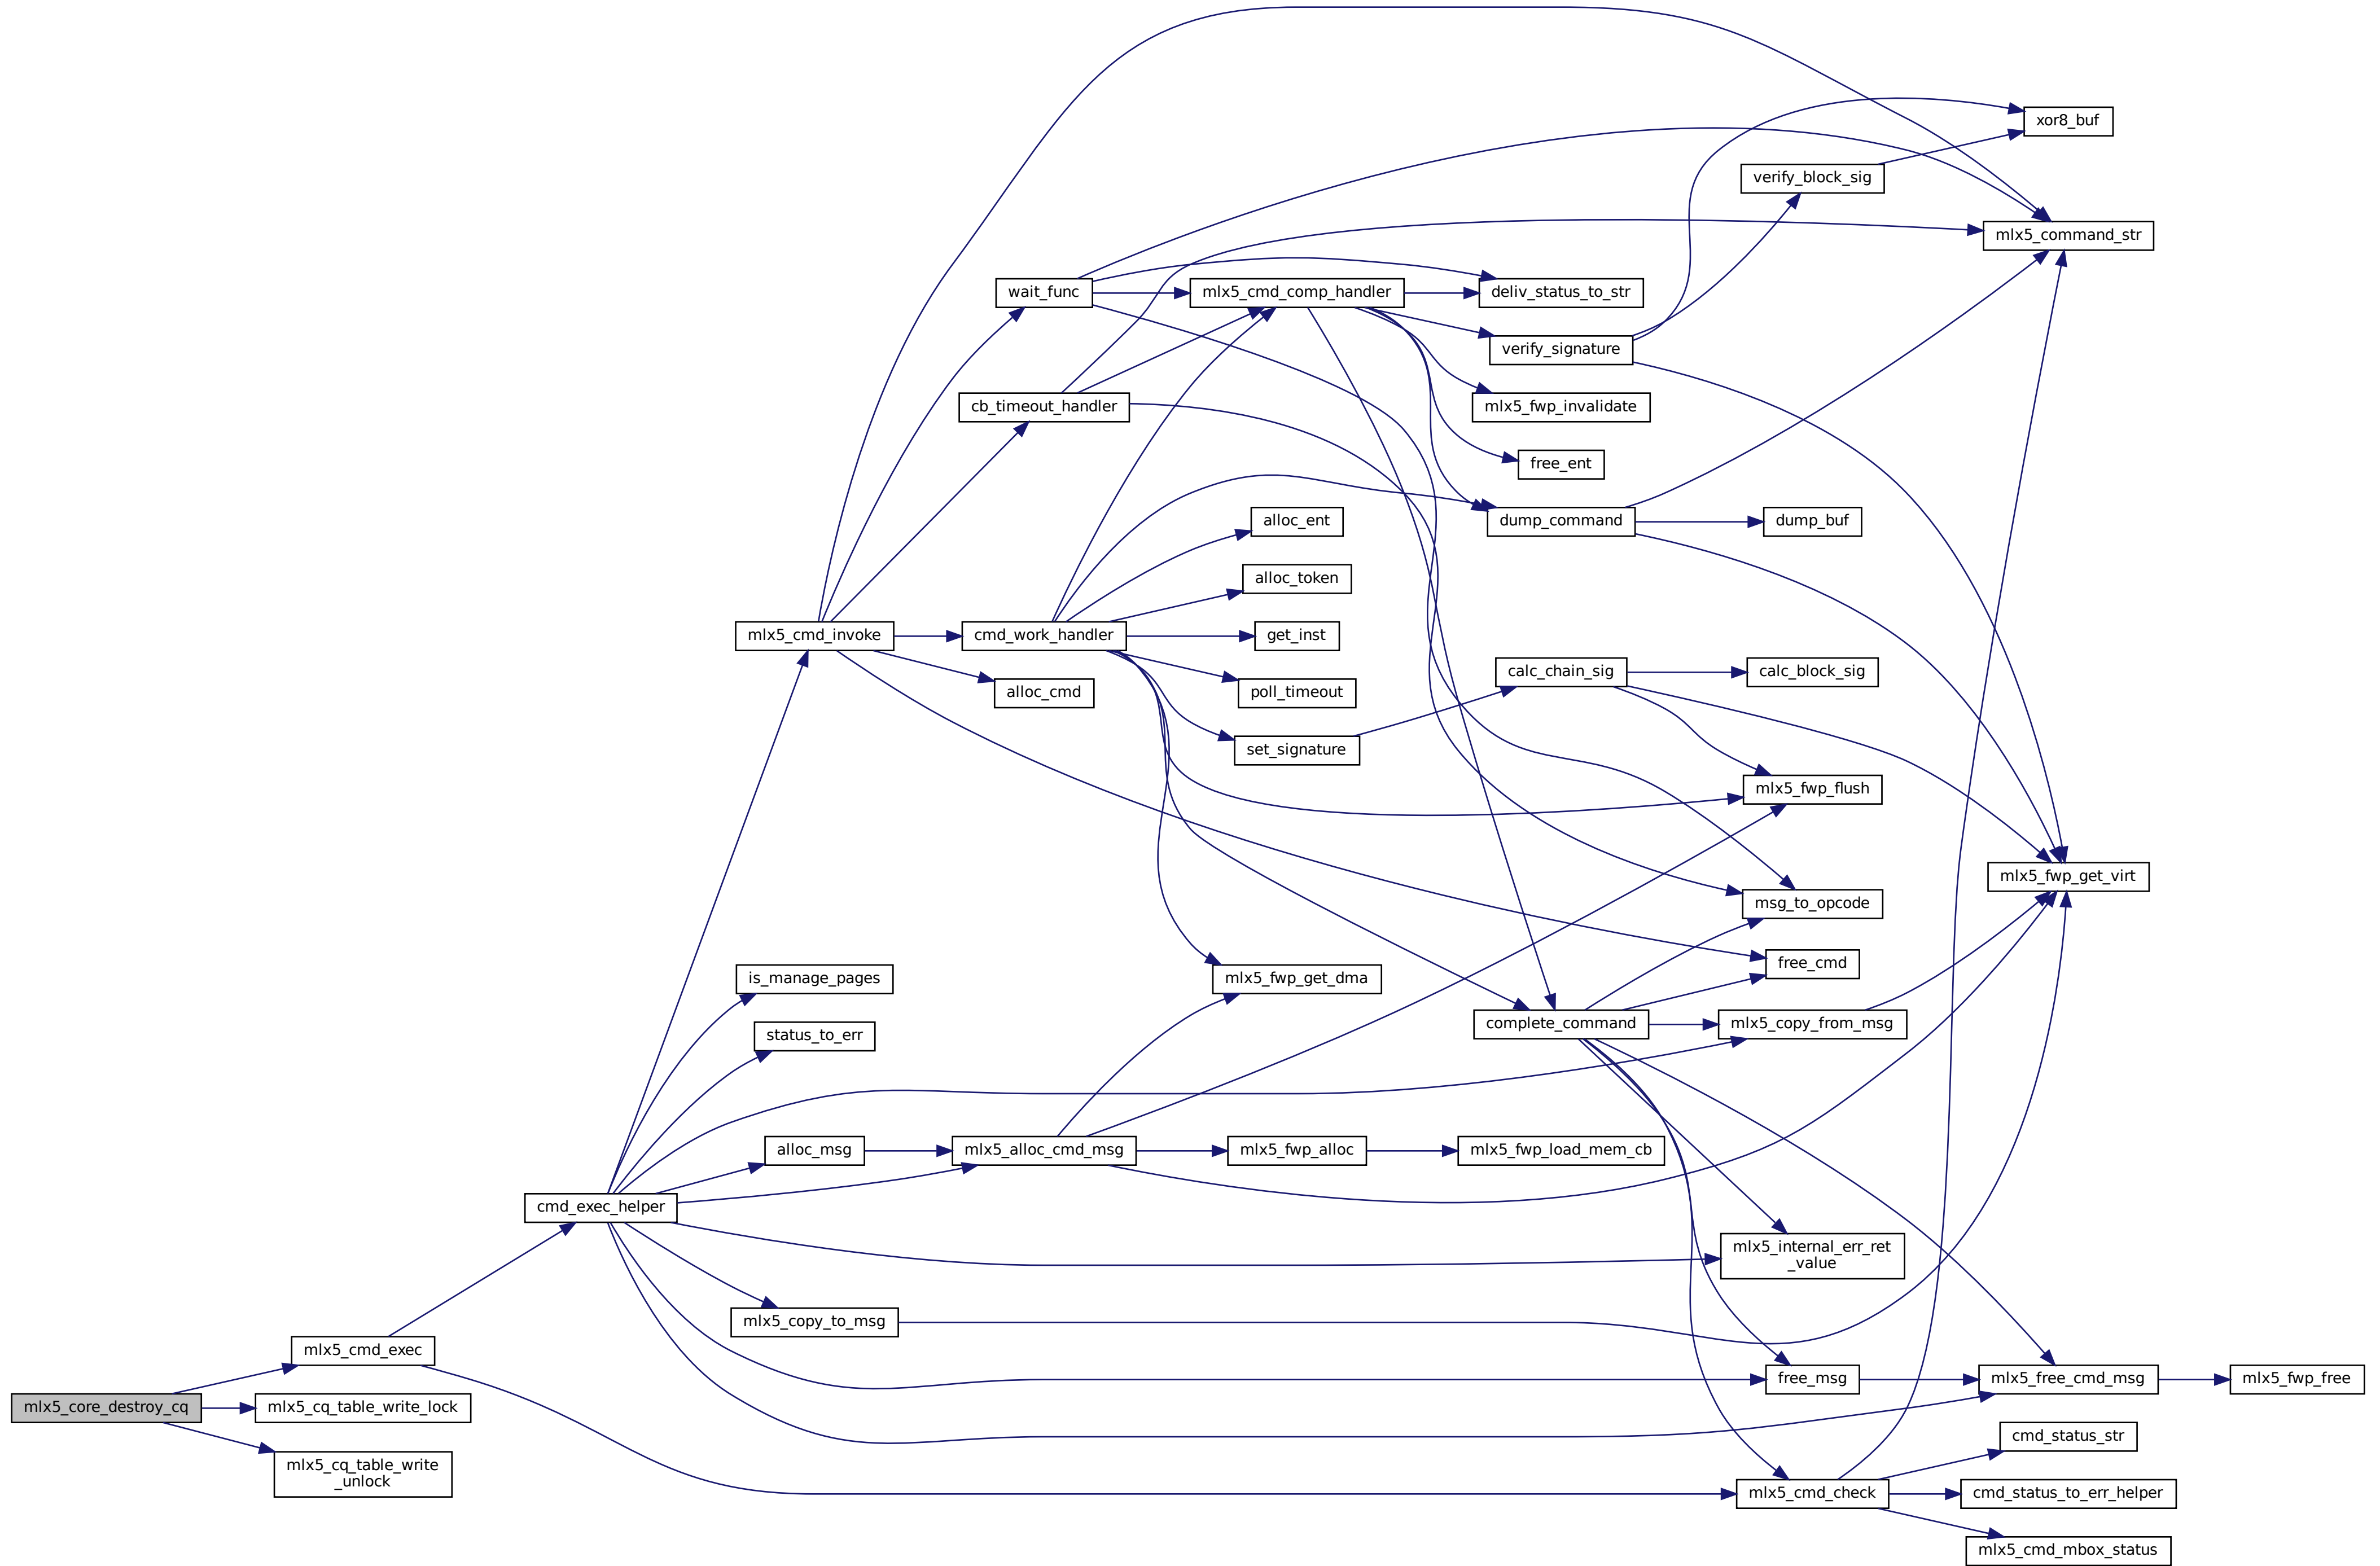 xor8_buf
verify_block_sig
mlx5_command_str
wait_func
mlx5_cmd_comp_handler
deliv_status_to_str
verify_signature
cb_timeout_handler
mlx5_fwp_invalidate
free_ent
alloc_ent
dump_command
dump_buf
alloc_token
mlx5_cmd_invoke
cmd_work_handler
get_inst
calc_chain_sig
calc_block_sig
alloc_cmd
poll_timeout
set_signature
mlx5_fwp_flush
mlx5_fwp_get_virt
msg_to_opcode
free_cmd
is_manage_pages
mlx5_fwp_get_dma
complete_command
mlx5_copy_from_msg
status_to_err
alloc_msg
mlx5_alloc_cmd_msg
mlx5_fwp_alloc
mlx5_fwp_load_mem_cb
cmd_exec_helper
mlx5_internal_err_ret
_value
mlx5_copy_to_msg
mlx5_cmd_exec
free_msg
mlx5_free_cmd_msg
mlx5_fwp_free
mlx5_core_destroy_cq
mlx5_cq_table_write_lock
cmd_status_str
mlx5_cq_table_write
_unlock
mlx5_cmd_check
cmd_status_to_err_helper
mlx5_cmd_mbox_status